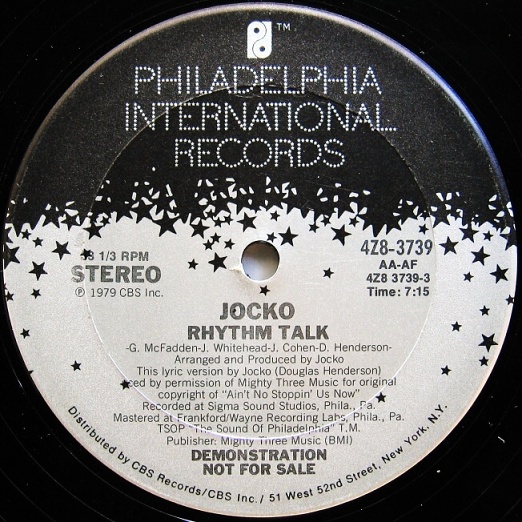 TM
PHILADELPHIA
INTERNATIONAL
RECORDS
33 1/3 RPM
STEREO
℗ 1979 CBS Inc.
4Z8-3739
AA-AF
4Z8 3739-3
Time: 7:15
JOCKO
RHYTHM TALK
-G. McFadden-J. Whitehead-J. Cohen-D. Henderson-
Arranged and Produced by Jocko
This lyric version by Jocko (Douglas Henderson)
by permission of Mighty Three Music for original
copyright of "Ain't No Stoppin' Us Now"
Recorded at Sigma Sound Studios, Phila., Pa.
Mastered at Frankford/Wayne Recording Labs, Phila., Pa.
TSOP "The Sound Of Philadelphia" T.M.
Publisher: Mighty Three Music (BMI)
DEMONSTRATION
NOT FOR SALE
Distributed by CBS Records/CBS Inc. / 51 West 52nd Street, New York, N.Y.